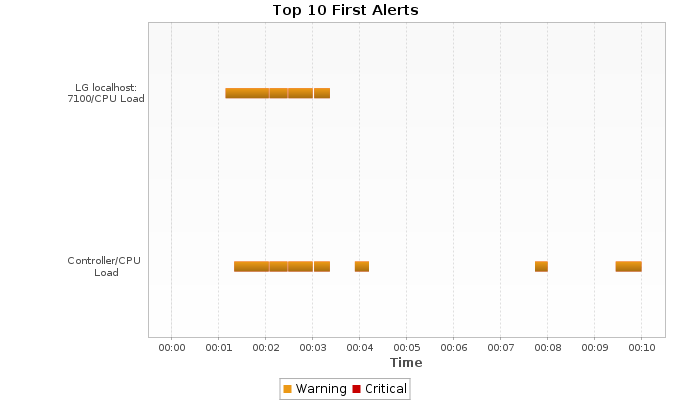 Top 10 First Alerts
LG localhost:
7100/CPU Load
Controller/CPU
Load
00:00 00:01 00:02 00:03 00:04 00:05 00:06 00:07 00:08 00:09 00:10
Time
Warning Critical